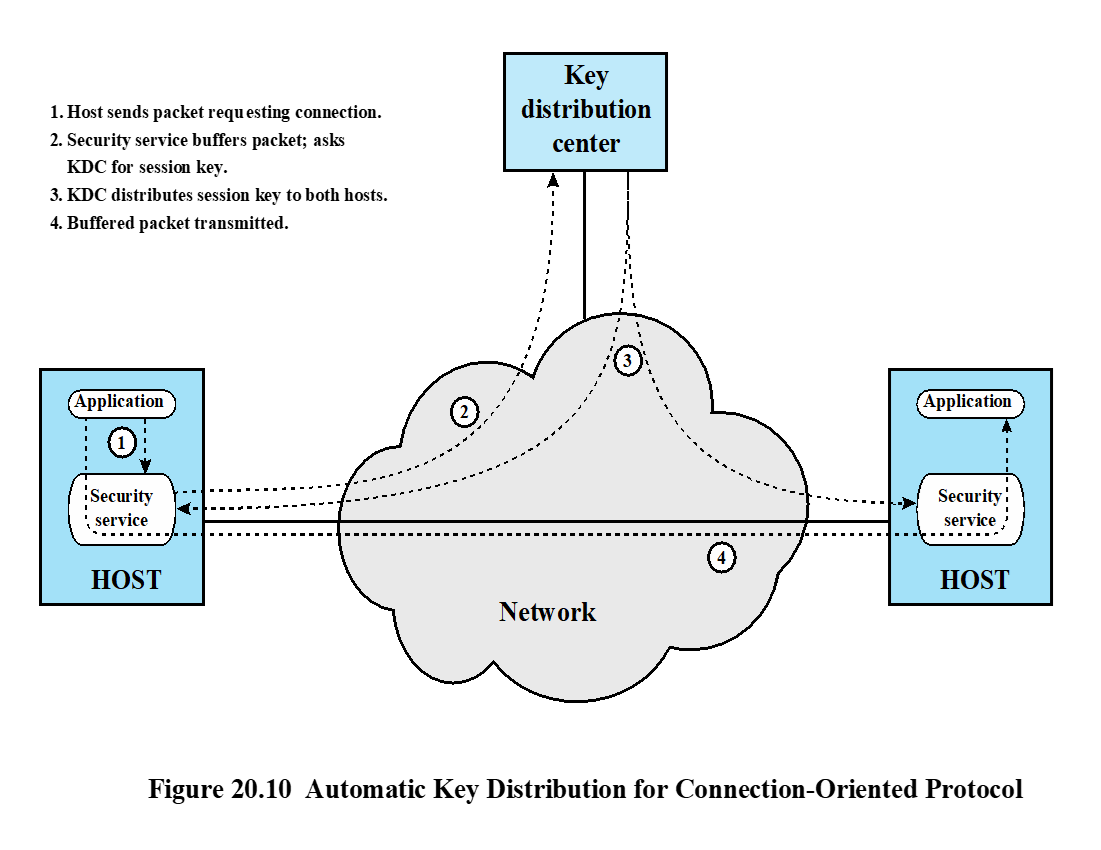 Key
distribution
center
1. Host sends packet requesting connection.
2. Security service buffers packet; asks
KDC for session key.
3. KDC distributes session key to both hosts.
4. Buffered packet transmitted.
3
2
Application
1
Security
service
HOST
Application
Security
service
HOST
4
Network
Figure 20.10 Automatic Key Distribution for Connection-Oriented Protocol